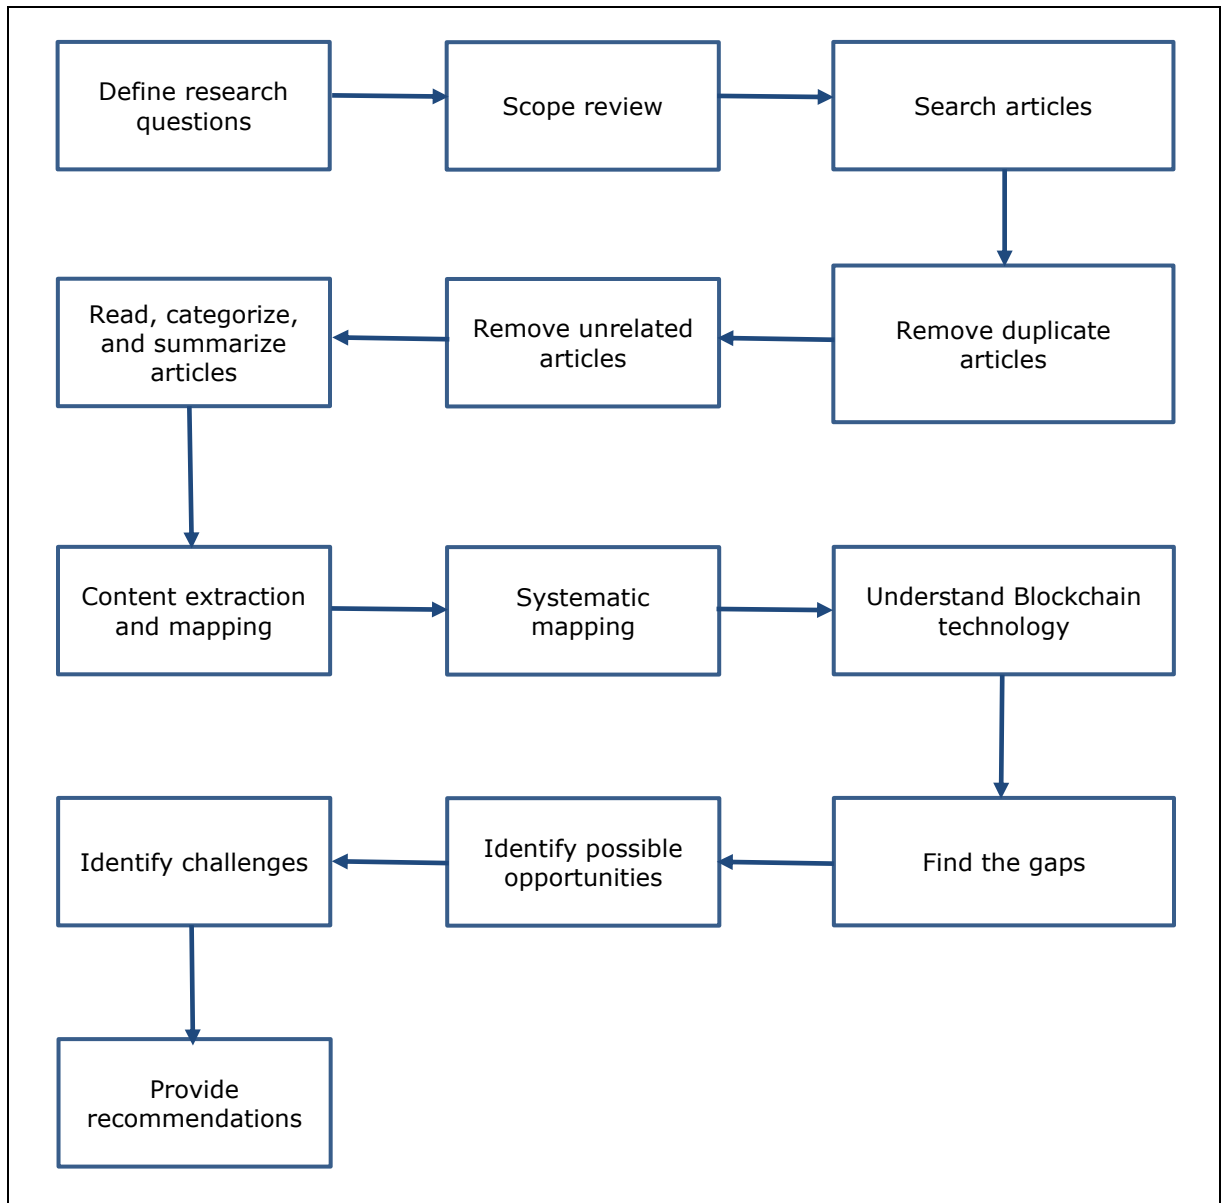 Define research
questions
Scope review
Search articles
Remove duplicate
articles
Remove unrelated
articles
Read, categorize,
and summarize
articles
Content extraction
and mapping
Systematic
mapping
Understand Blockchain
technology
Find the gaps
Identify possible
opportunities
Identify challenges
Provide
recommendations